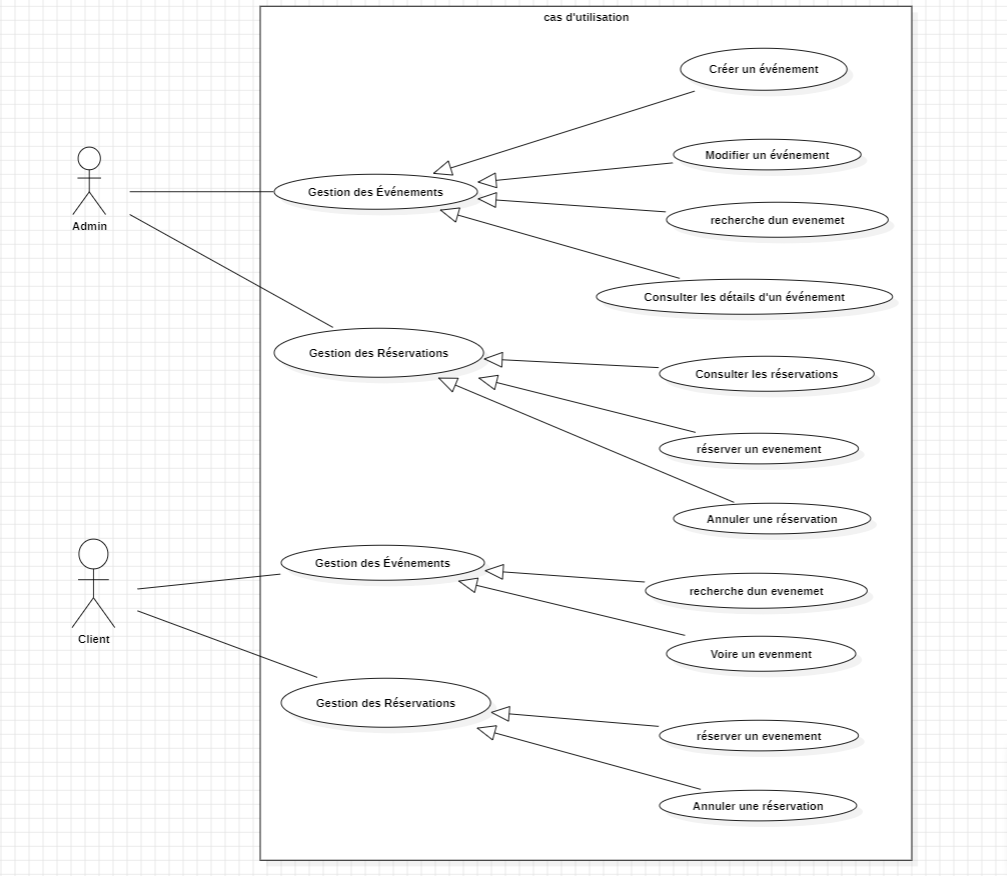 cas d'utilisation
Créer un événement
Modifier un événement
Gestion des Événements
recherche dun evenemet
Admin
Consulter les détails d'un événement
Gestion des Réservations
Consulter les réservations
réserver un evenement
Annuler une réservation
Gestion des Événements
recherche dun evenemet
Client
Voire un evenment
Gestion des Réservations
réserver un evenement
Annuler une réservation